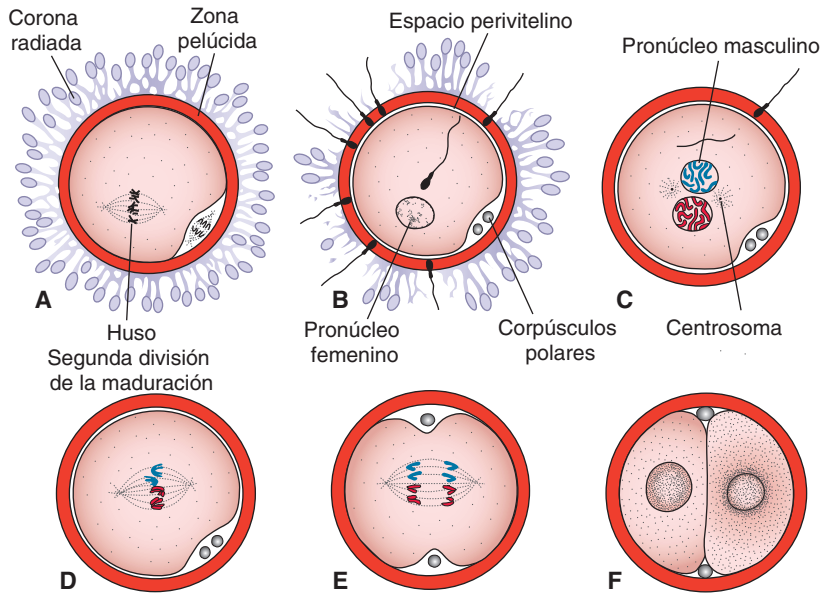 Corona
radiada
Zona
pelúcida
Espacio perivitelino
Pronúcleo masculino
A
B
C
Huso
Segunda división
de la maduración
Pronúcleo
femenino
Corpúsculos
polares
Centrosoma
D
E
F